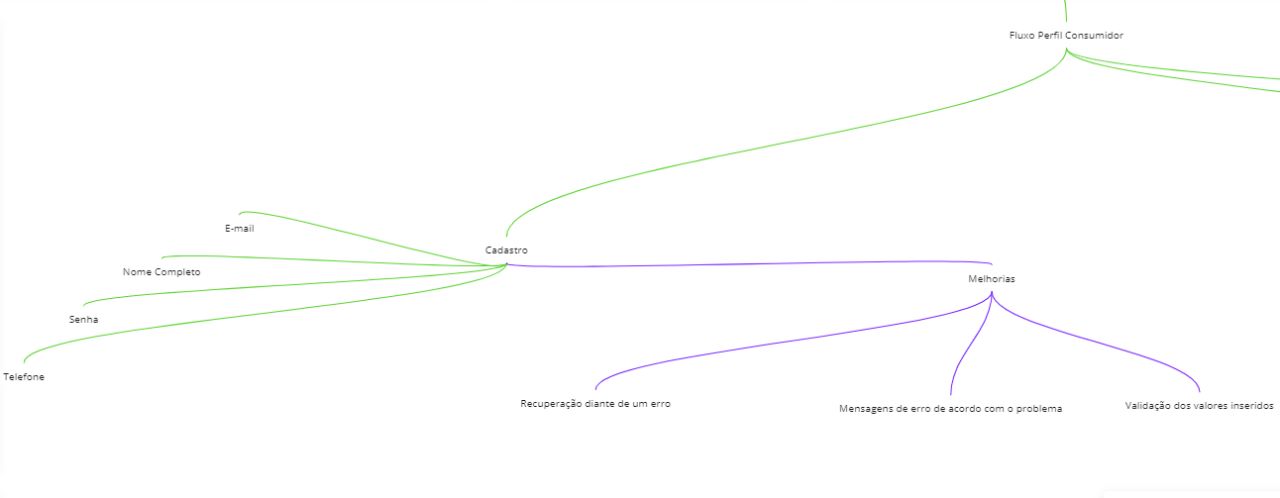 Fluxo Perfil Consumidor
E-mail
Cadastro
Nome Completo
Melhorias
Senha
Telefone
Recuperação diante de um erro
Mensagens de erro de acordo com o problema
Validação dos valores inseridos